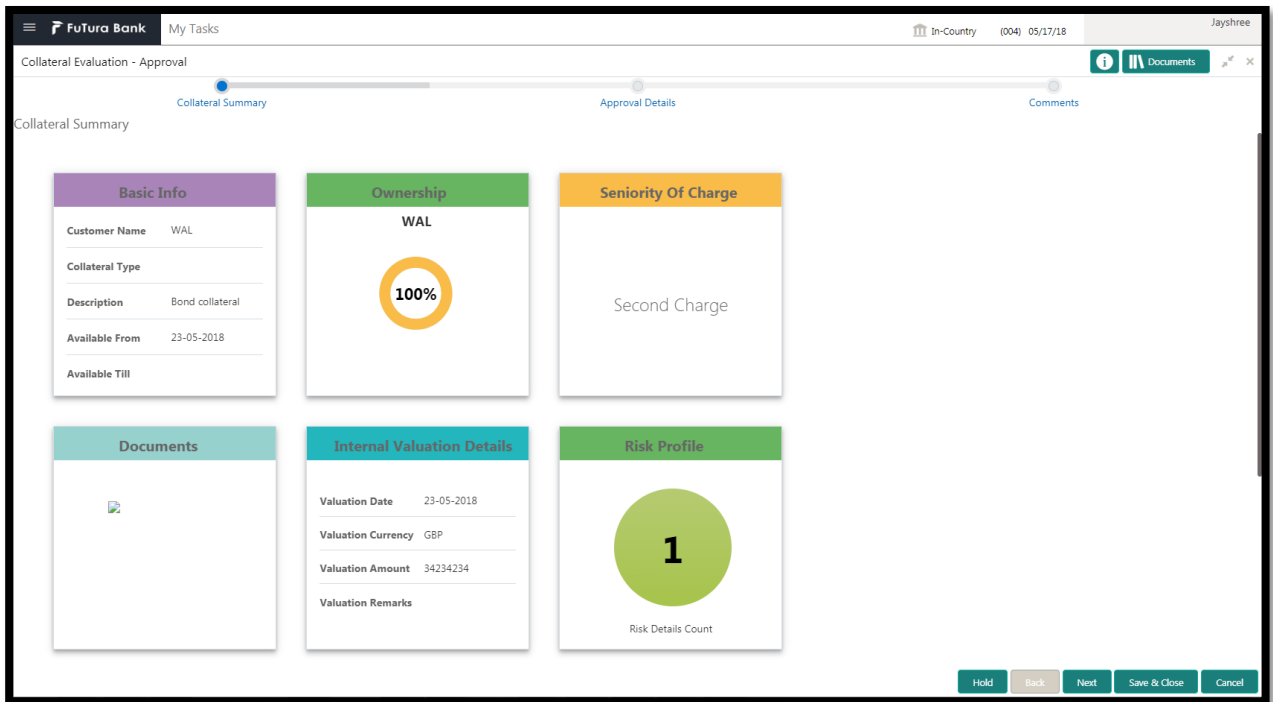 FuTura Bank
My Tasks
In-Country
(004) 05/17/18
Jayshree
Collateral Evaluation - Approval
i
Documents
Collateral Summary
Approval Details
Comments
Collateral Summary
Basic Info
Customer Name WAL
Collateral Type
Description Bond collateral
Available From 23-05-2018
Available Till
Ownership
WAL
100%
Seniority Of Charge
Second Charge
Documents
Internal Valuation Details
Valuation Date 23-05-2018
Valuation Currency GBP
Valuation Amount 34234234
Valuation Remarks
Risk Profile
1
Risk Details Count
Hold
Back
Next
Save & Close
Cancel